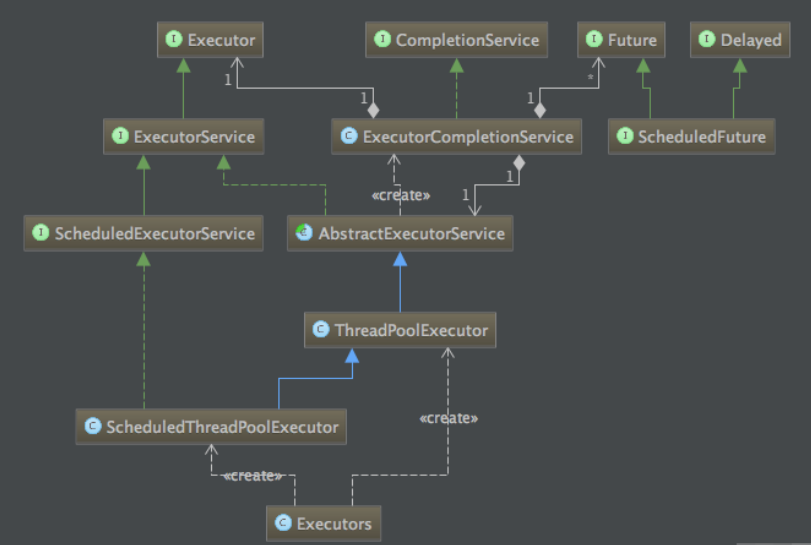 I Executor
I CompletionService
I Future
I Delayed
1
1
1
*
I ExecutorService
C ExecutorCompletionService
I ScheduledFuture
«create»
1
1
I ScheduledExecutorService
C AbstractExecutorService
C ThreadPoolExecutor
«create»
C ScheduledThreadPoolExecutor
«create»
C Executors